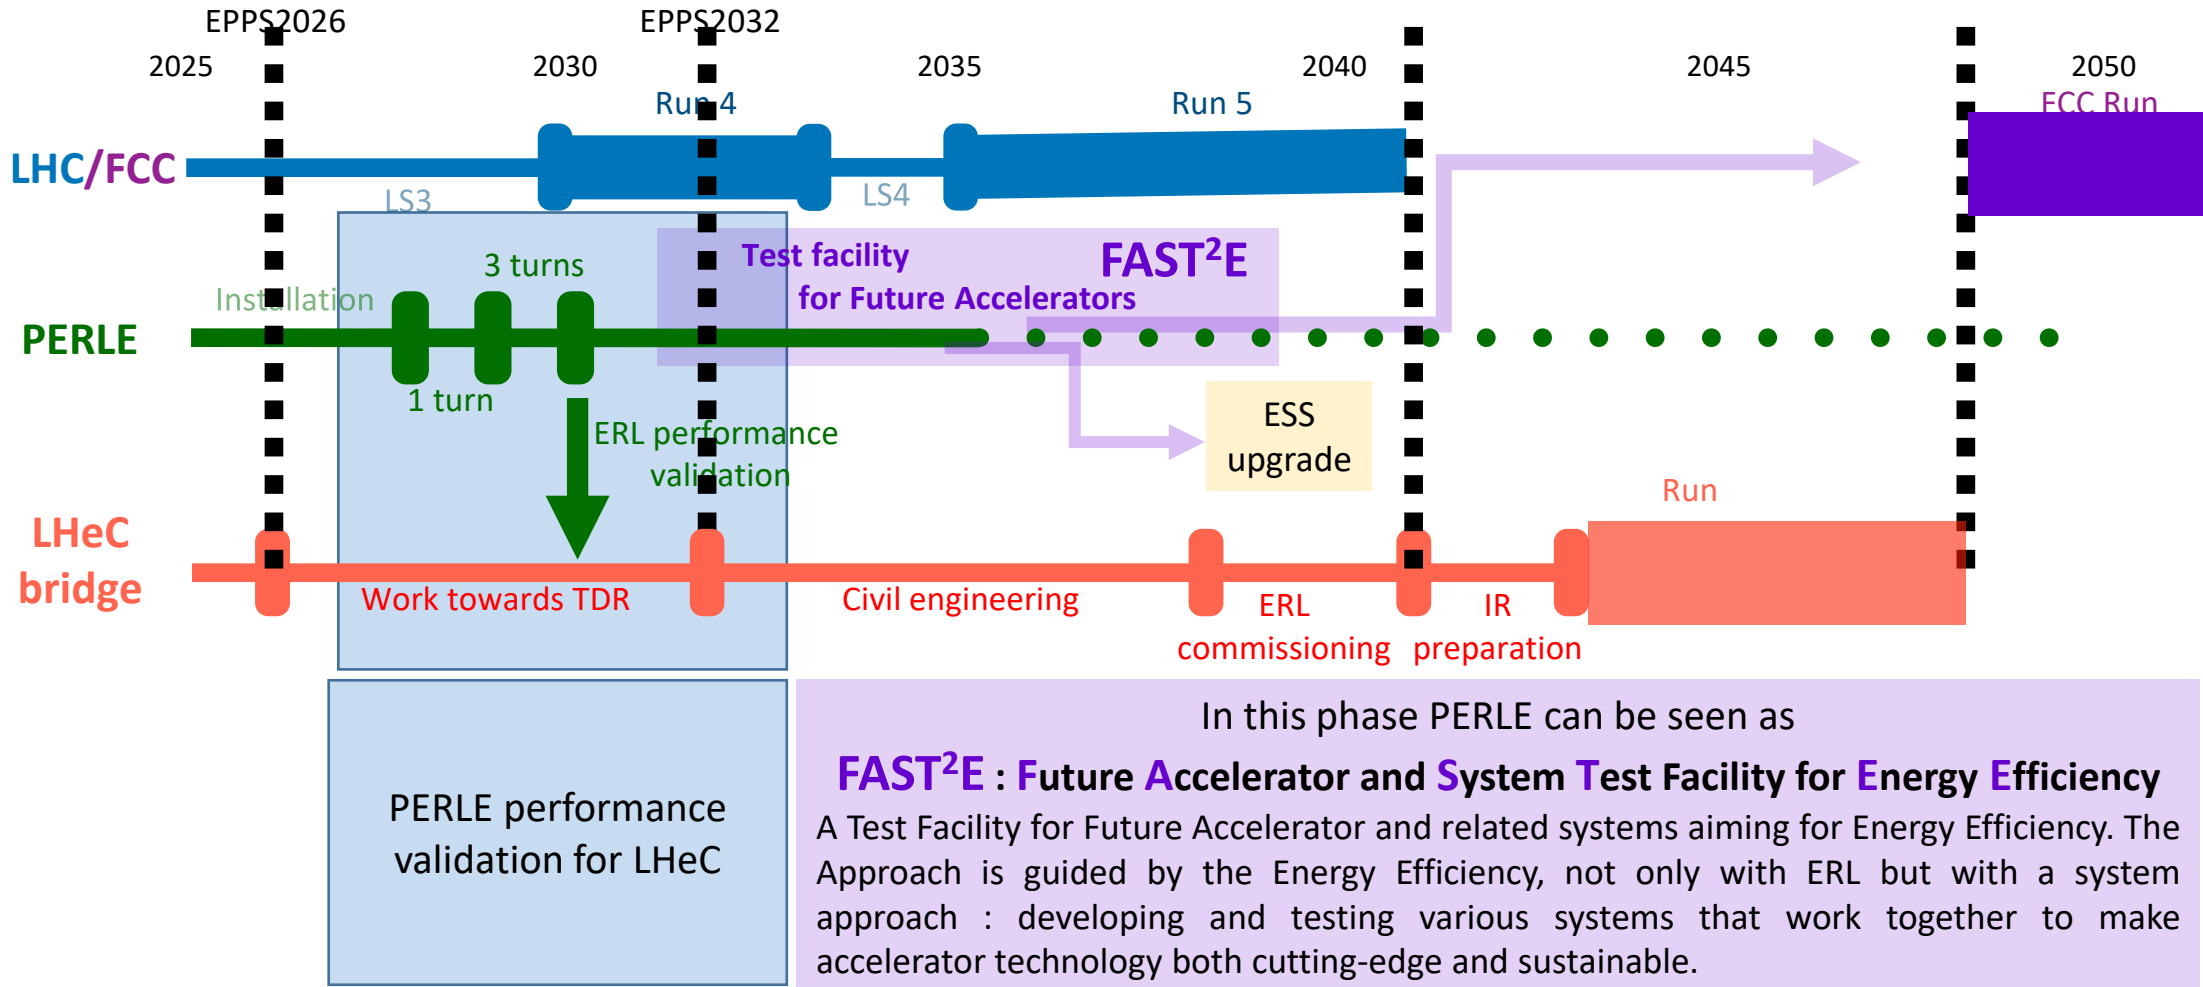 EPPS2026
EPPS2032
2025
2030
2035
2040
2045
2050
Run 4
Run 5
FCC Run
LHC/FCC
LS3
LS4
Test facility
for Future Accelerators
FAST²E
3 turns
Installation
PERLE
1 turn
ERL performance
validation
ESS
upgrade
Run
LHeC
bridge
Work towards TDR
Civil engineering
ERL
commissioning
IR
preparation
PERLE performance
validation for LHeC
In this phase PERLE can be seen as
FAST²E : Future Accelerator and System Test Facility for Energy Efficiency
A Test Facility for Future Accelerator and related systems aiming for Energy Efficiency. The
Approach is guided by the Energy Efficiency, not only with ERL but with a system
approach : developing and testing various systems that work together to make
accelerator technology both cutting-edge and sustainable.